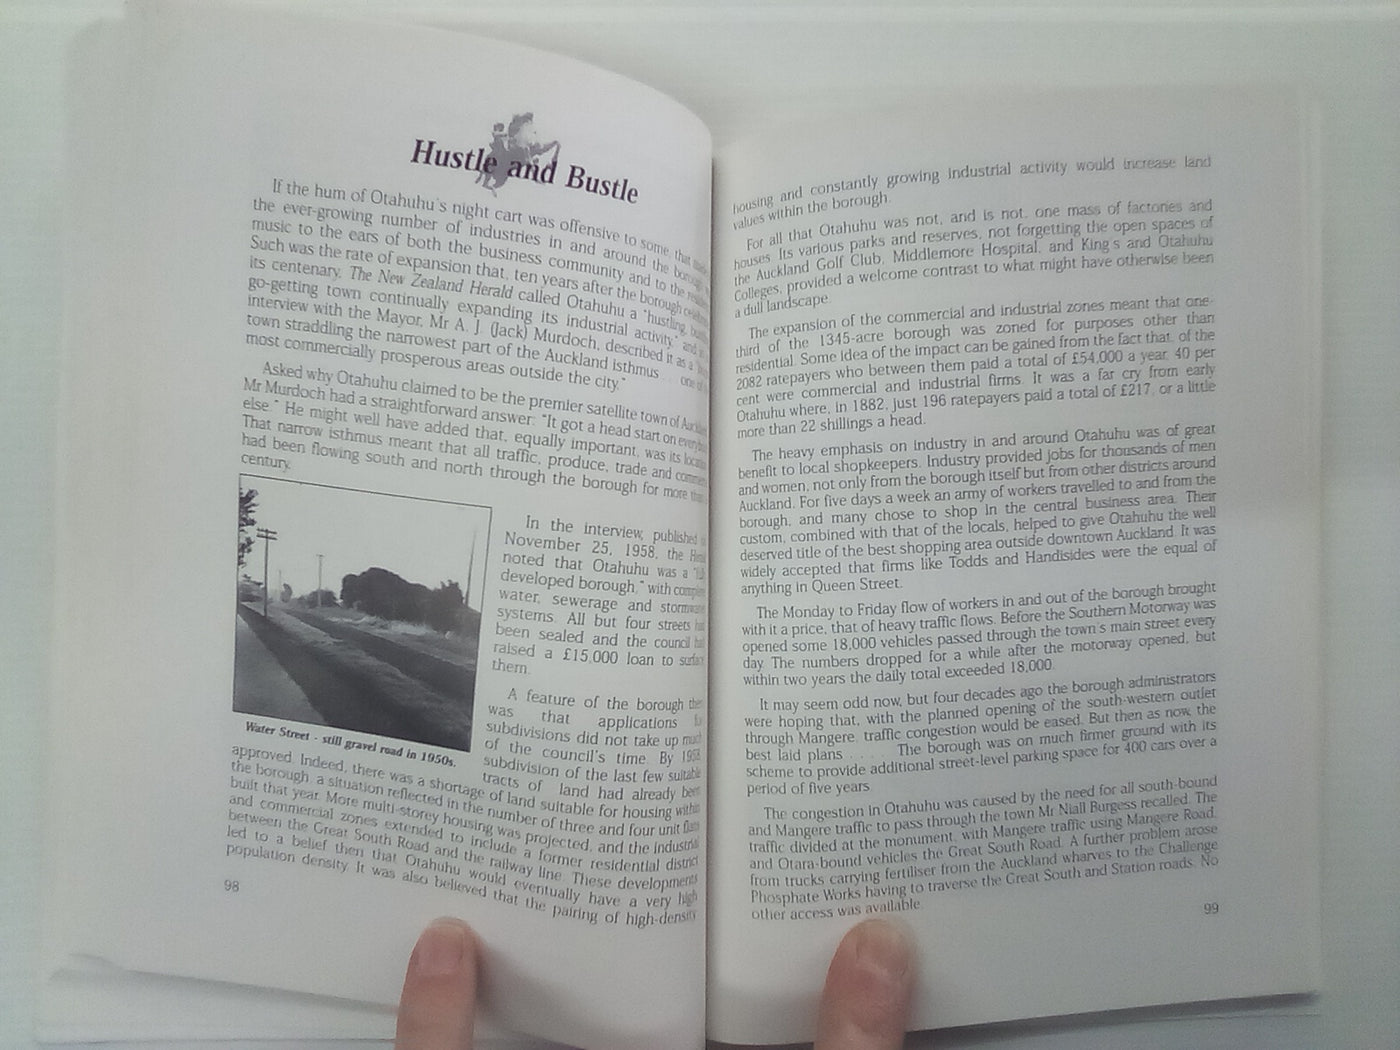 Hustle and Bustle
If the hum of Otahuhu's night cart was offensive to some, that
the ever-growing number of industries in and around the borough
music to the ears of both the business community and to the
Such was the rate of expansion that, ten years after the borough
its centenary, The New Zealand Herald called Otahuhu a "hustling,
go-getting town continually expanding its industrial activity," and
interview with the Mayor, Mr A. J. (Jack) Murdoch, described it as a
town straddling the narrowest part of the Auckland isthmus . . . one of
most commercially prosperous areas outside the city."
Asked why Otahuhu claimed to be the premier satellite town of
Mr Murdoch had a straightforward answer: "It got a head start on
else." He might well have added that, equally important, was its
That narrow isthmus meant that all traffic, produce, trade and
had been flowing south and north through the borough for more
century.
In the interview, published
November 25, 1958, the
noted that Otahuhu was a
developed borough," with
water, sewerage and
systems. All but four streets
been sealed and the council
raised a £15,000 loan to
them.
A feature of the borough
was that applications
subdivisions did not take up much
of the council's time. By
subdivision of the last few suitable
tracts of land had already been
Water Street - still gravel road in 1950s.
approved. Indeed, there was a shortage of land suitable for housing within
the borough, a situation reflected in the number of three and four unit flats
built that year. More multi-storey housing was projected, and the industrial
and commercial zones extended to include a former residential district
between the Great South Road and the railway line. These developments
led to a belief then that Otahuhu would eventually have a very high
population density. It was also believed that the pairing of high-density
98
housing and constantly growing industrial activity would increase land
values within the borough.
For all that Otahuhu was not, and is not, one mass of factories and
houses. Its various parks and reserves, not forgetting the open spaces of
the Auckland Golf Club, Middlemore Hospital, and King's and Otahuhu
Colleges, provided a welcome contrast to what might have otherwise been
a dull landscape.
The expansion of the commercial and industrial zones meant that one-
third of the 1345-acre borough was zoned for purposes other than
residential. Some idea of the impact can be gained from the fact that, of the
2082 ratepayers who between them paid a total of £54,000 a year, 40 per
cent were commercial and industrial firms. It was a far cry from early
Otahuhu where, in 1882, just 196 ratepayers paid a total of £217, or a little
more than 22 shillings a head.
The heavy emphasis on industry in and around Otahuhu was of great
benefit to local shopkeepers. Industry provided jobs for thousands of men
and women, not only from the borough itself but from other districts around
Auckland. For five days a week an army of workers travelled to and from the
borough, and many chose to shop in the central business area. Their
custom, combined with that of the locals, helped to give Otahuhu the well
deserved title of the best shopping area outside downtown Auckland. It was
widely accepted that firms like Todds and Handisides were the equal of
anything in Queen Street.
The Monday to Friday flow of workers in and out of the borough brought
with it a price, that of heavy traffic flows. Before the Southern Motorway was
opened some 18,000 vehicles passed through the town's main street every
day. The numbers dropped for a while after the motorway opened, but
within two years the daily total exceeded 18,000.
It may seem odd now, but four decades ago the borough administrators
were hoping that, with the planned opening of the south-western outlet
through Mangere, traffic congestion would be eased. But then as now, the
best laid plans . . . . . The borough was on much firmer ground with its
scheme to provide additional street-level parking space for 400 cars over a
period of five years.
The congestion in Otahuhu was caused by the need for all south-bound
and Mangere traffic to pass through the town Mr Niall Burgess recalled. The
traffic divided at the monument, with Mangere traffic using Mangere Road,
and Otara-bound vehicles the Great South Road. A further problem arose
from trucks carrying fertiliser from the Auckland wharves to the Challenge
Phosphate Works having to traverse the Great South and Station roads. No
other access was available.
99